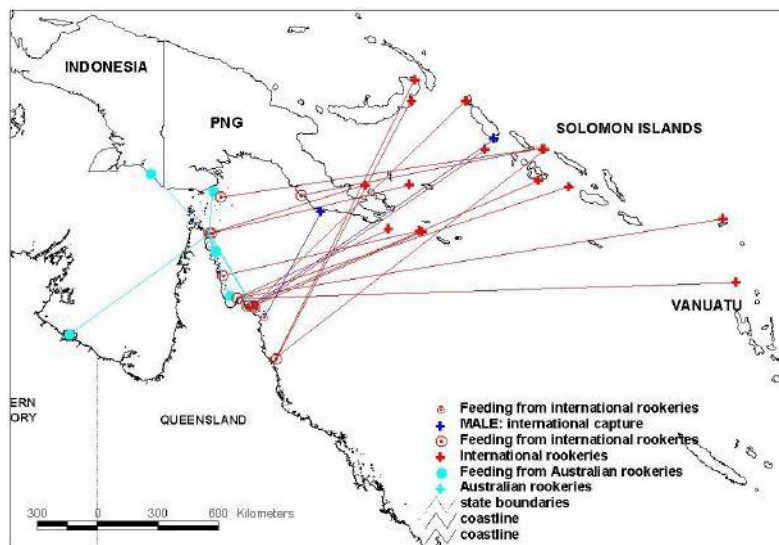 INDONESIA
PNG
SOLOMON ISLANDS
VANUATU
ERN
ORY
QUEENSLAND
Feeding from international rookeries
MALE: international capture
Feeding from international rookeries
International rookeries
Feeding from Australian rookeries
Australian rookeries
state boundaries
coastline
coastline
300 0 300 600 Kilometers